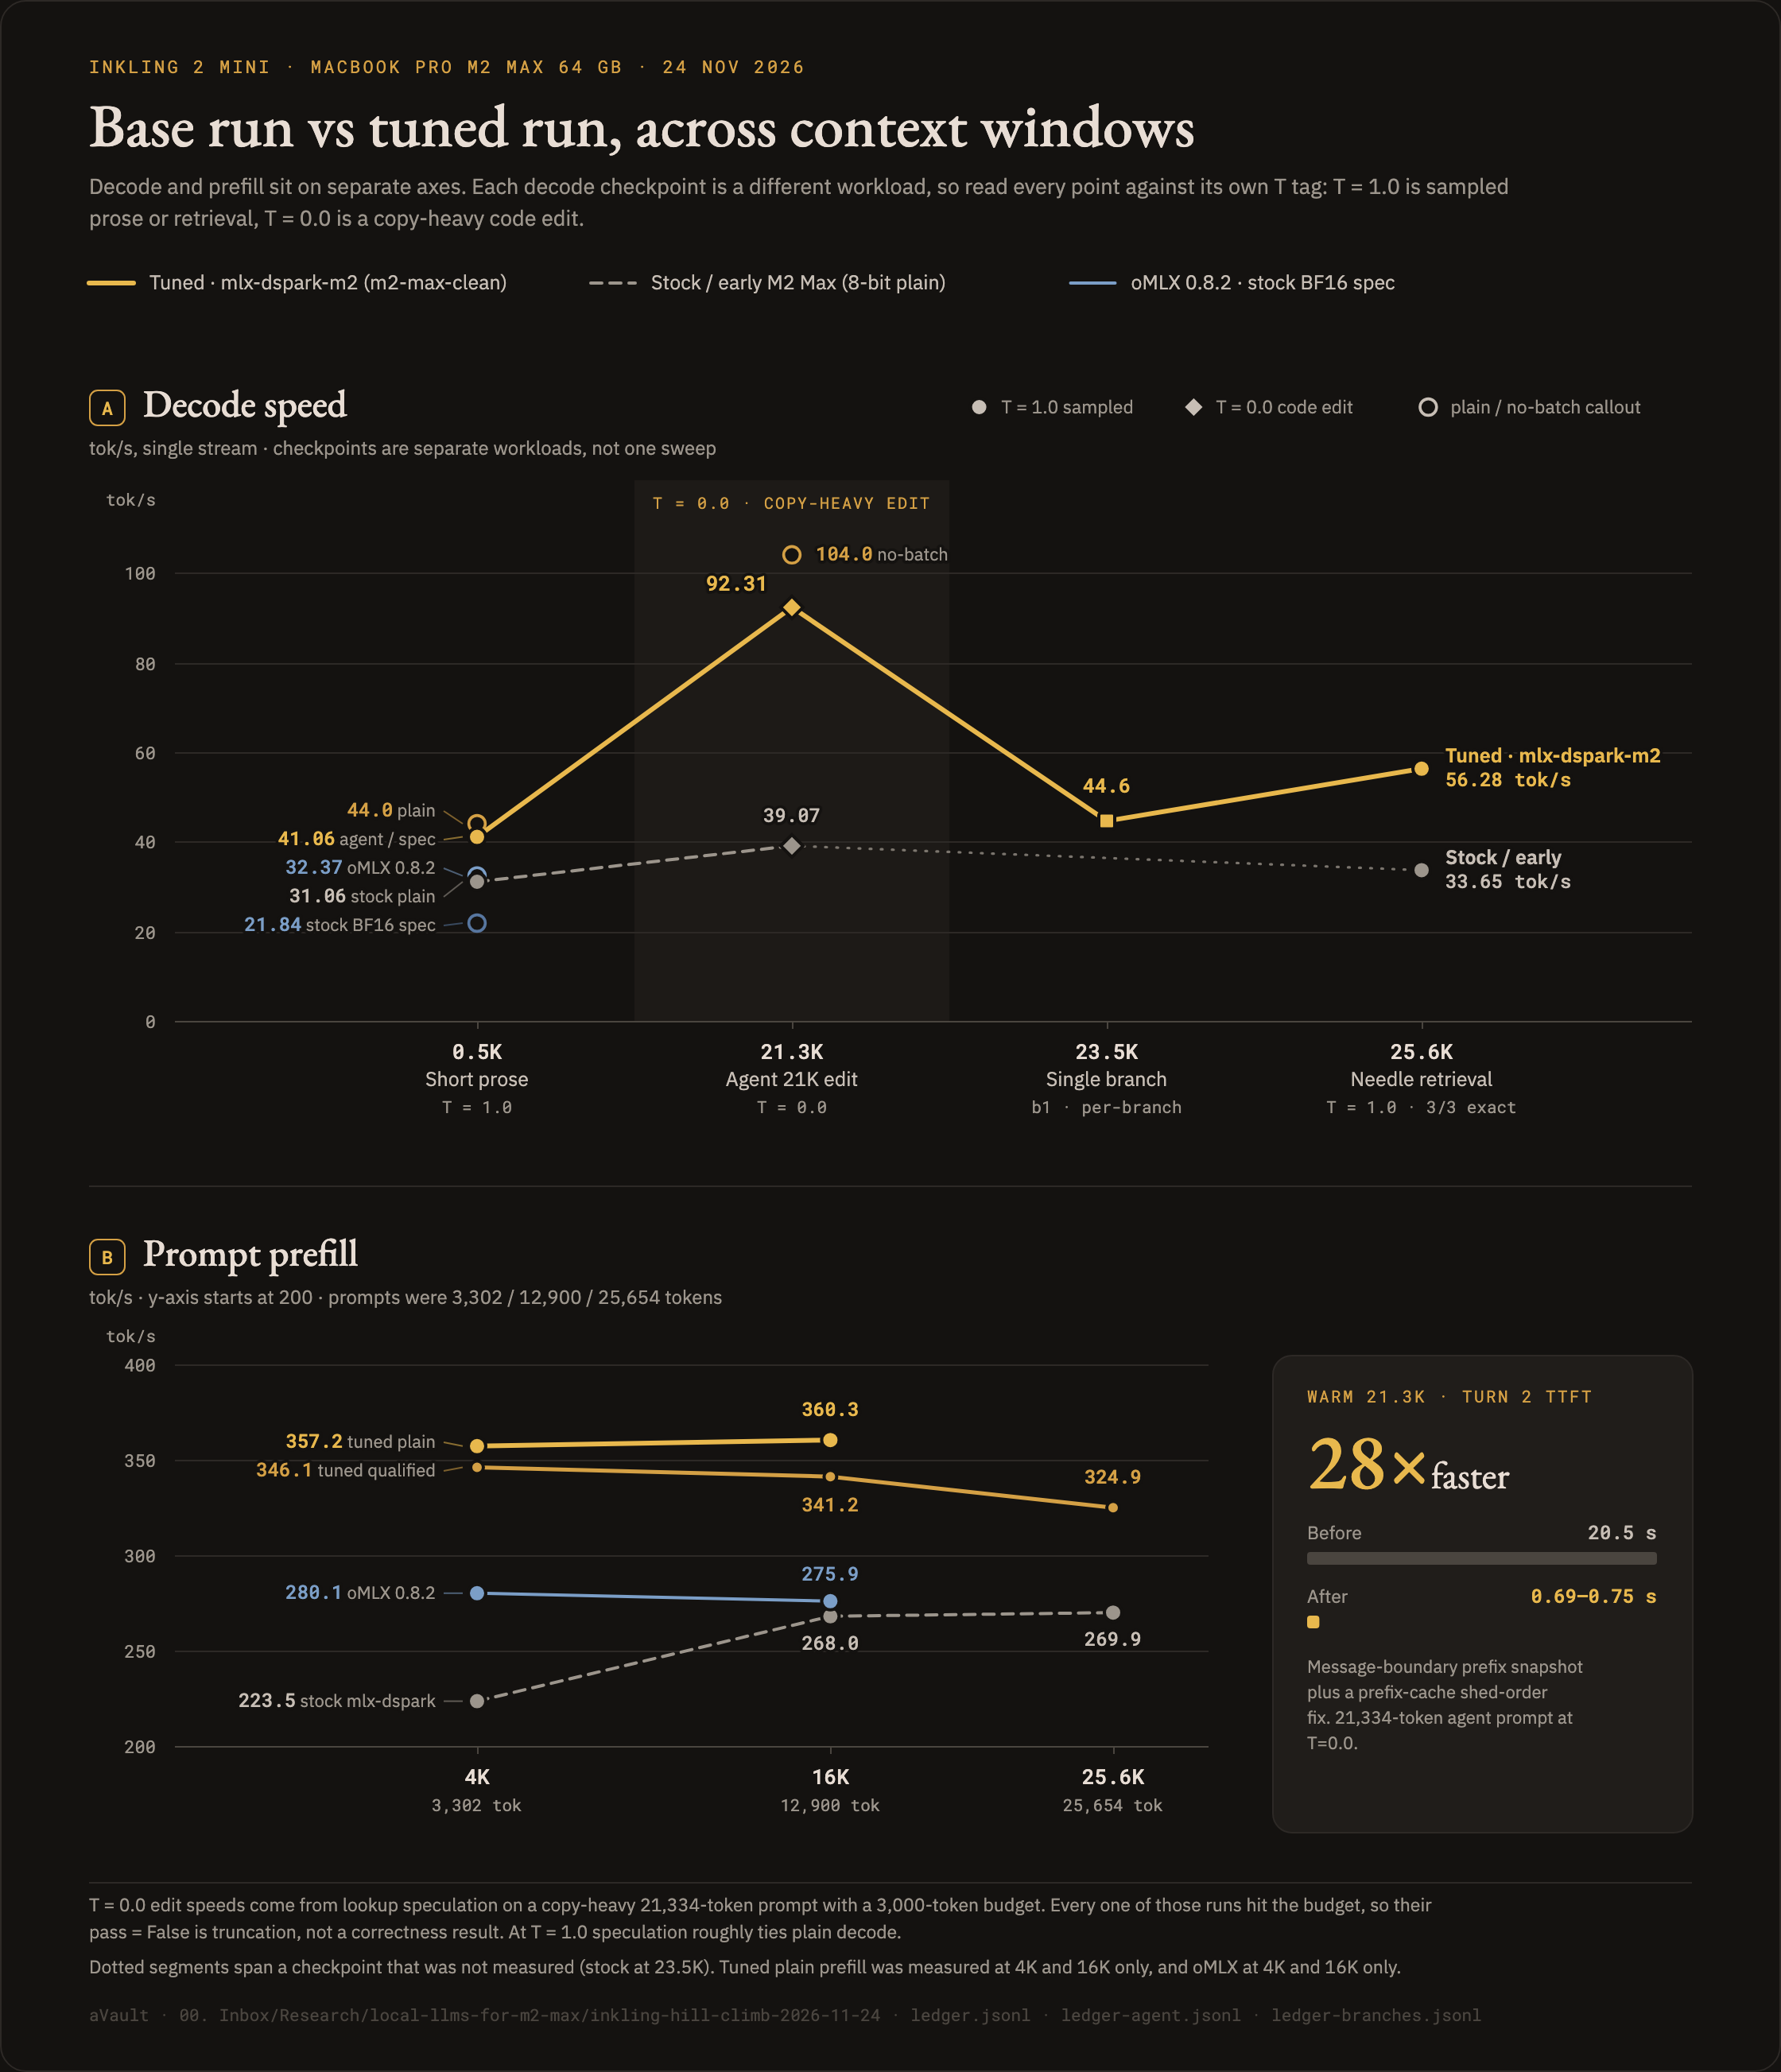 INKLING 2 MINI · MACBOOK PRO M2 MAX 64 GB · 24 NOV 2026
Base run vs tuned run, across context windows
Decode and prefill sit on separate axes. Each decode checkpoint is a different workload, so read every point against its own T tag: T = 1.0 is sampled
prose or retrieval, T = 0.0 is a copy-heavy code edit.
Tuned · mlx-dspark-m2 (m2-max-clean)
Stock / early M2 Max (8-bit plain)
oMLX 0.8.2 · stock BF16 spec
A Decode speed
T = 1.0 sampled
T = 0.0 code edit
plain / no-batch callout
tok/s, single stream · checkpoints are separate workloads, not one sweep
tok/s
T = 0.0 · COPY-HEAVY EDIT
104.0 no-batch
100
92.31
80
60
Tuned · mlx-dspark-m2
56.28 tok/s
44.6
44.0 plain
39.07
41.06 agent / spec
40
Stock / early
33.65 tok/s
32.37 oMLX 0.8.2
31.06 stock plain
21.84 stock BF16 spec
20
0
0.5K
Short prose
T = 1.0
21.3K
Agent 21K edit
T = 0.0
23.5K
Single branch
b1 · per-branch
25.6K
Needle retrieval
T = 1.0 · 3/3 exact
B Prompt prefill
tok/s · y-axis starts at 200 · prompts were 3,302 / 12,900 / 25,654 tokens
tok/s
400
360.3
357.2 tuned plain
350
346.1 tuned qualified
324.9
341.2
300
275.9
280.1 oMLX 0.8.2
268.0
269.9
250
223.5 stock mlx-dspark
200
4K
3,302 tok
16K
12,900 tok
25.6K
25,654 tok
WARM 21.3K · TURN 2 TTFT
28× faster
Before 20.5 s
After 0.69–0.75 s
Message-boundary prefix snapshot
plus a prefix-cache shed-order
fix. 21,334-token agent prompt at
T=0.0.
T = 0.0 edit speeds come from lookup speculation on a copy-heavy 21,334-token prompt with a 3,000-token budget. Every one of those runs hit the budget, so their
pass = False is truncation, not a correctness result. At T = 1.0 speculation roughly ties plain decode.
Dotted segments span a checkpoint that was not measured (stock at 23.5K). Tuned plain prefill was measured at 4K and 16K only, and oMLX at 4K and 16K only.
aVault · 00. Inbox/Research/local-llms-for-m2-max/inkling-hill-climb-2026-11-24 · ledger.jsonl · ledger-agent.jsonl · ledger-branches.jsonl